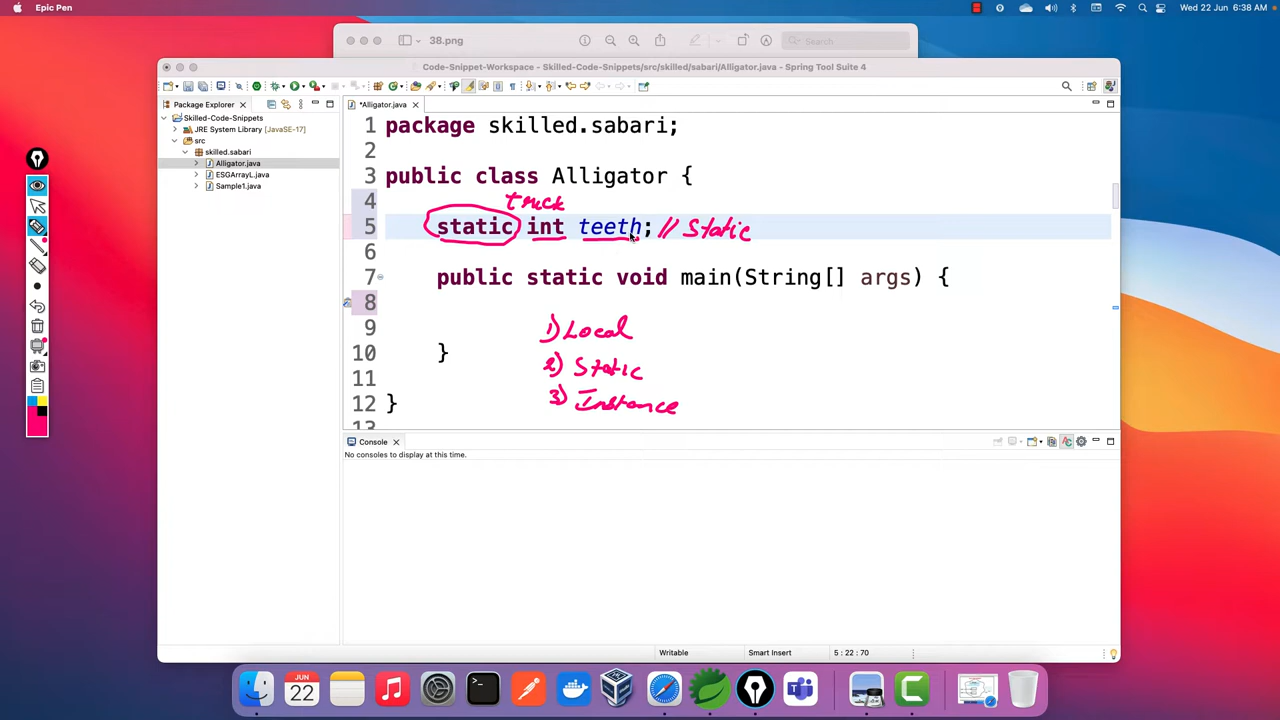 Epic Pen
Wed 22 Jun 6:38 AM
38.png
Search
Code-Snippet-Workspace - Skilled-Code-Snippets/src/skilled/sabari/Alligator.java - Spring Tool Suite 4
Package Explorer
*Alligator.java
Skilled-Code-Snippets
JRE System Library [JavaSE-17]
src
skilled.sabari
Alligator.java
ESGArrayL.java
Sample1.java
1 package skilled.sabari;
2
3 public class Alligator {
4
truck
5 static int teeth; // Static
6
7 public static void main(String[] args) {
8
9
1) Local
10 }
2) Static
11
3) Instance
12 }
13
Console
No consoles to display at this time.
Writable
Smart Insert
5 : 22 : 70
JUN
22